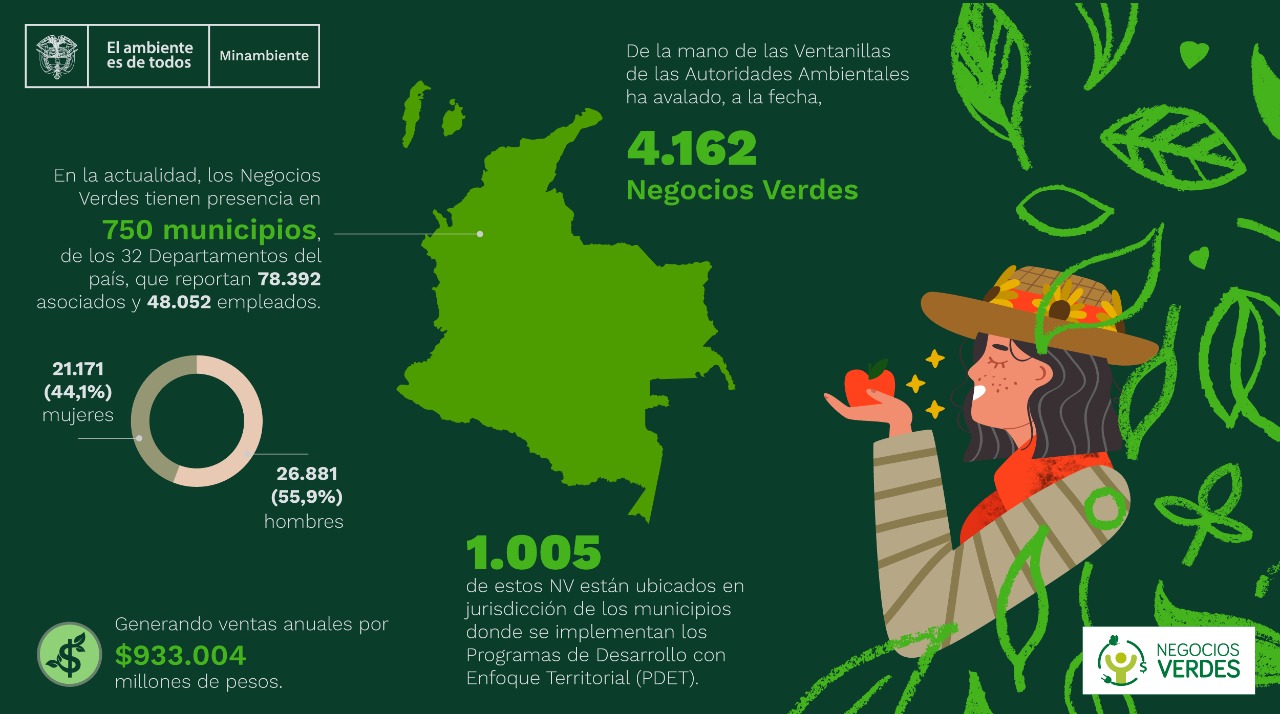 El ambiente
es de todos
Minambiente
De la mano de las Ventanillas
de las Autoridades Ambientales
ha avalado, a la fecha,
4.162
Negocios Verdes
En la actualidad, los Negocios
Verdes tienen presencia en
750 municipios,
de los 32 Departamentos del
país, que reportan 78.392
asociados y 48.052 empleados.
21.171
(44,1%)
mujeres
26.881
(55,9%)
hombres
1.005
de estos NV están ubicados en
jurisdicción de los municipios
donde se implementan los
Programas de Desarrollo con
Enfoque Territorial (PDET).
Generando ventas anuales por
$933.004
millones de pesos.
NEGOCIOS
VERDES